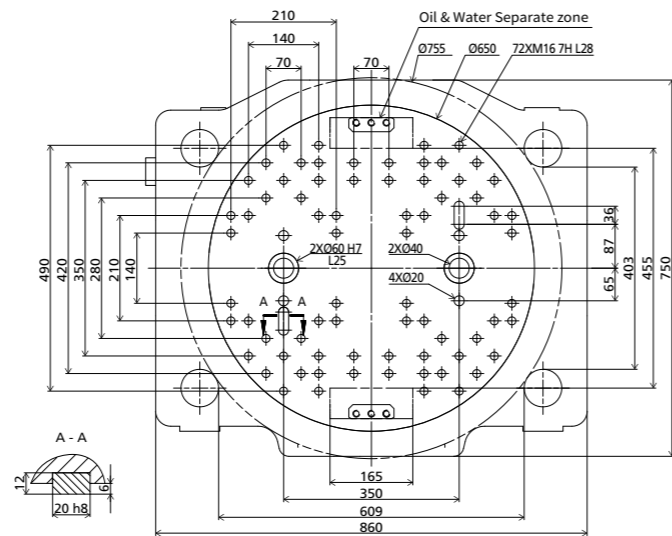 210
Oil & Water Separate zone
140
70
70
Ø755
Ø650
72XM16 7H L28
490
420
350
280
210
140
2XØ60 H7
L25
2XØ40
4XØ20
36
87
65
403
455
750
A
A
A - A
12
6
20 h8
165
350
609
860